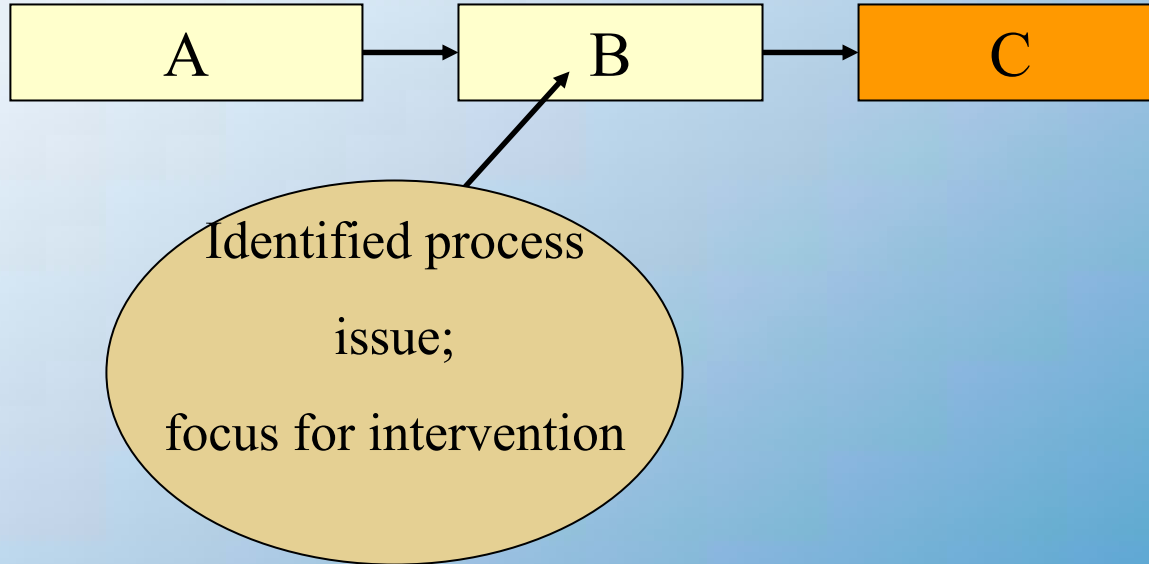 A
B
C
Identified process
issue;
focus for intervention